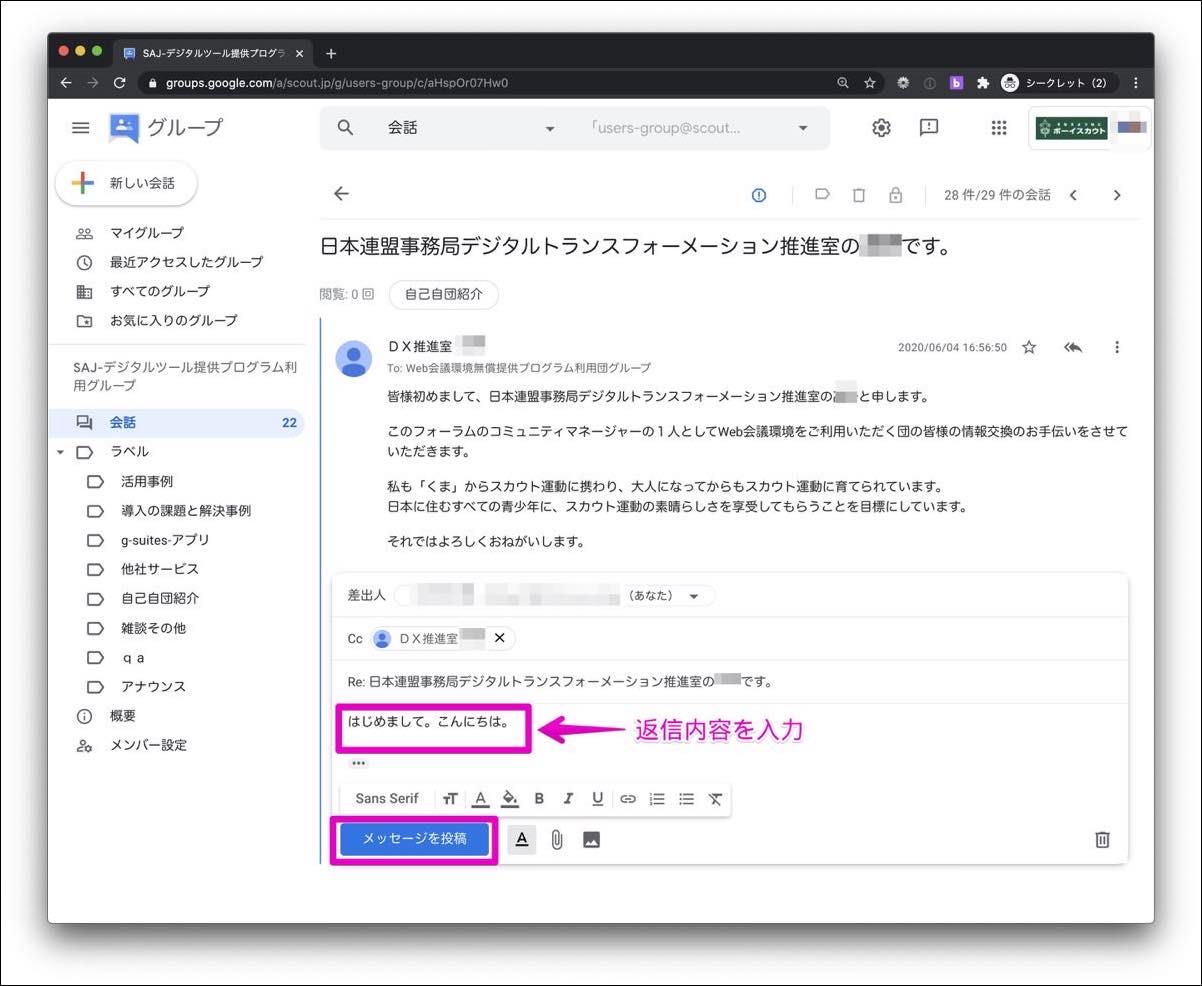 SAJ-デジタルツール提供プログラ
groups.google.com/a/scout.jp/g/users-group/c/aHspOr07Hw0
シークレット (2)
グループ
会話
「users-group@scout...
ボーイスカウト
新しい会話
28 件/29 件の会話
マイグループ
最近アクセスしたグループ
すべてのグループ
お気に入りのグループ
SAJ-デジタルツール提供プログラム利
用グループ
会話 22
ラベル
活用事例
導入の課題と解決事例
g-suites-アプリ
他社サービス
自己自団紹介
雑談その他
q a
アナウンス
概要
メンバー設定
日本連盟事務局デジタルトランスフォーメーション推進室の です。
閲覧: 0 回
自己自団紹介
DX推進室
2020/06/04 16:56:50
To: Web会議環境無償提供プログラム利用団グループ
皆様初めまして、日本連盟事務局デジタルトランスフォーメーション推進室の と申します。
このフォーラムのコミュニティマネージャーの1人としてWeb会議環境をご利用いただく団の皆様の情報交換のお手伝いをさせて
いただきます。
私も「くま」からスカウト運動に携わり、大人になってからもスカウト運動に育てられています。
日本に住むすべての青少年に、スカウト運動の素晴らしさを享受してもらうことを目標にしています。
それではよろしくおねがいします。
差出人 (あなた)
Cc DX推進室
Re: 日本連盟事務局デジタルトランスフォーメーション推進室の です。
はじめまして。こんにちは。
返信内容を入力
Sans Serif
メッセージを投稿